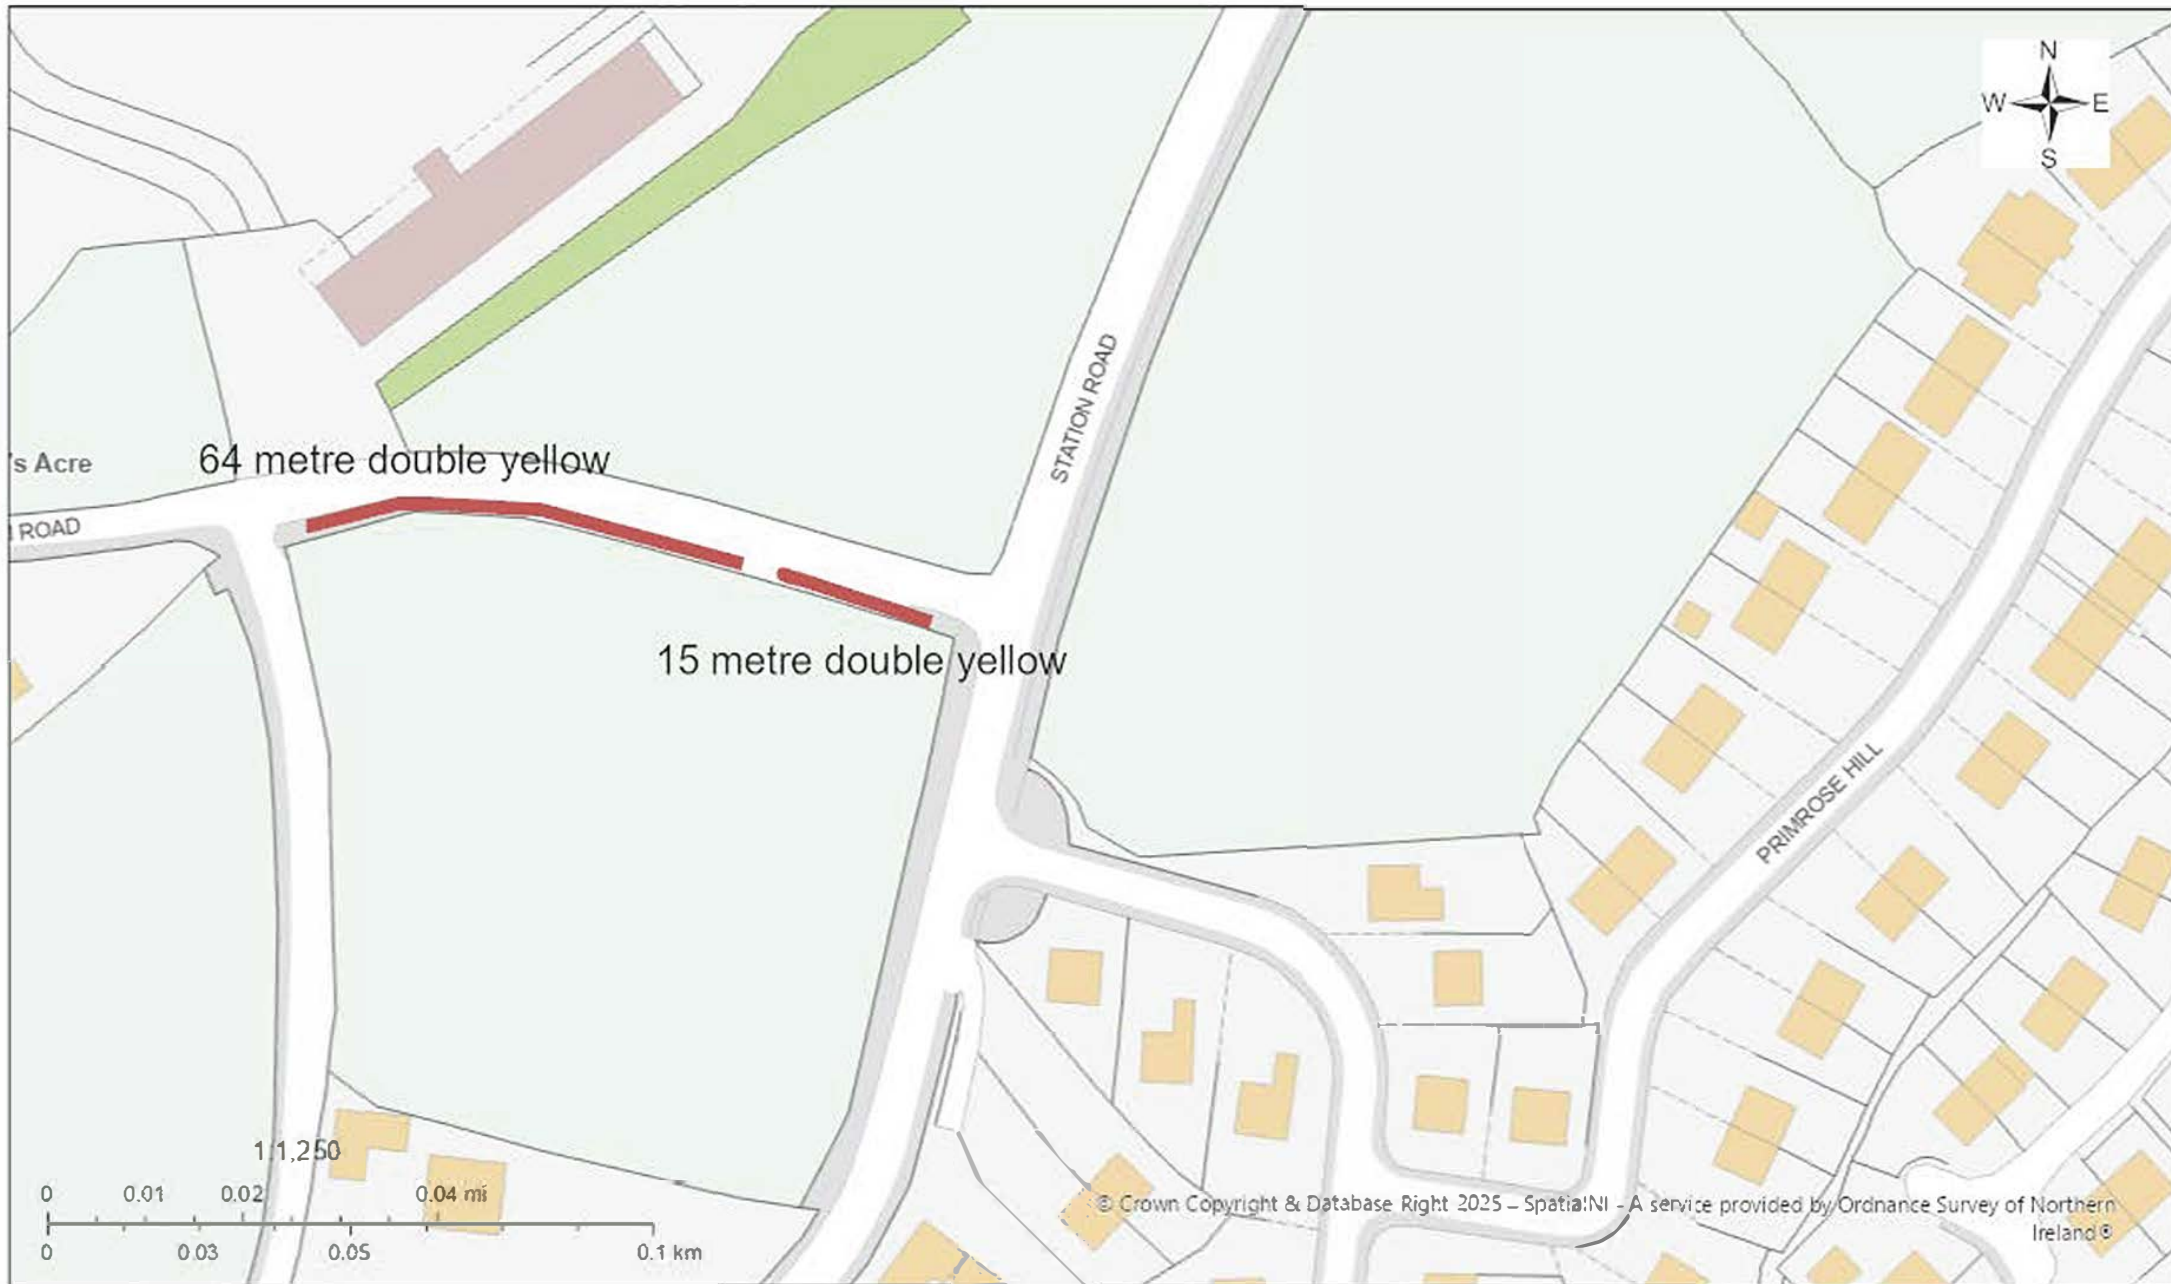 N
W E
S
STATION ROAD
64 metre double yellow
's Acre
ROAD
15 metre double yellow
PRIMROSE HILL
1:1,250
0 0.01 0.02 0.04 mi
0 0.03 0.05 0.1 km
© Crown Copyright & Database Right 2025 – SpatialNI - A service provided by Ordnance Survey of Northern
Ireland®